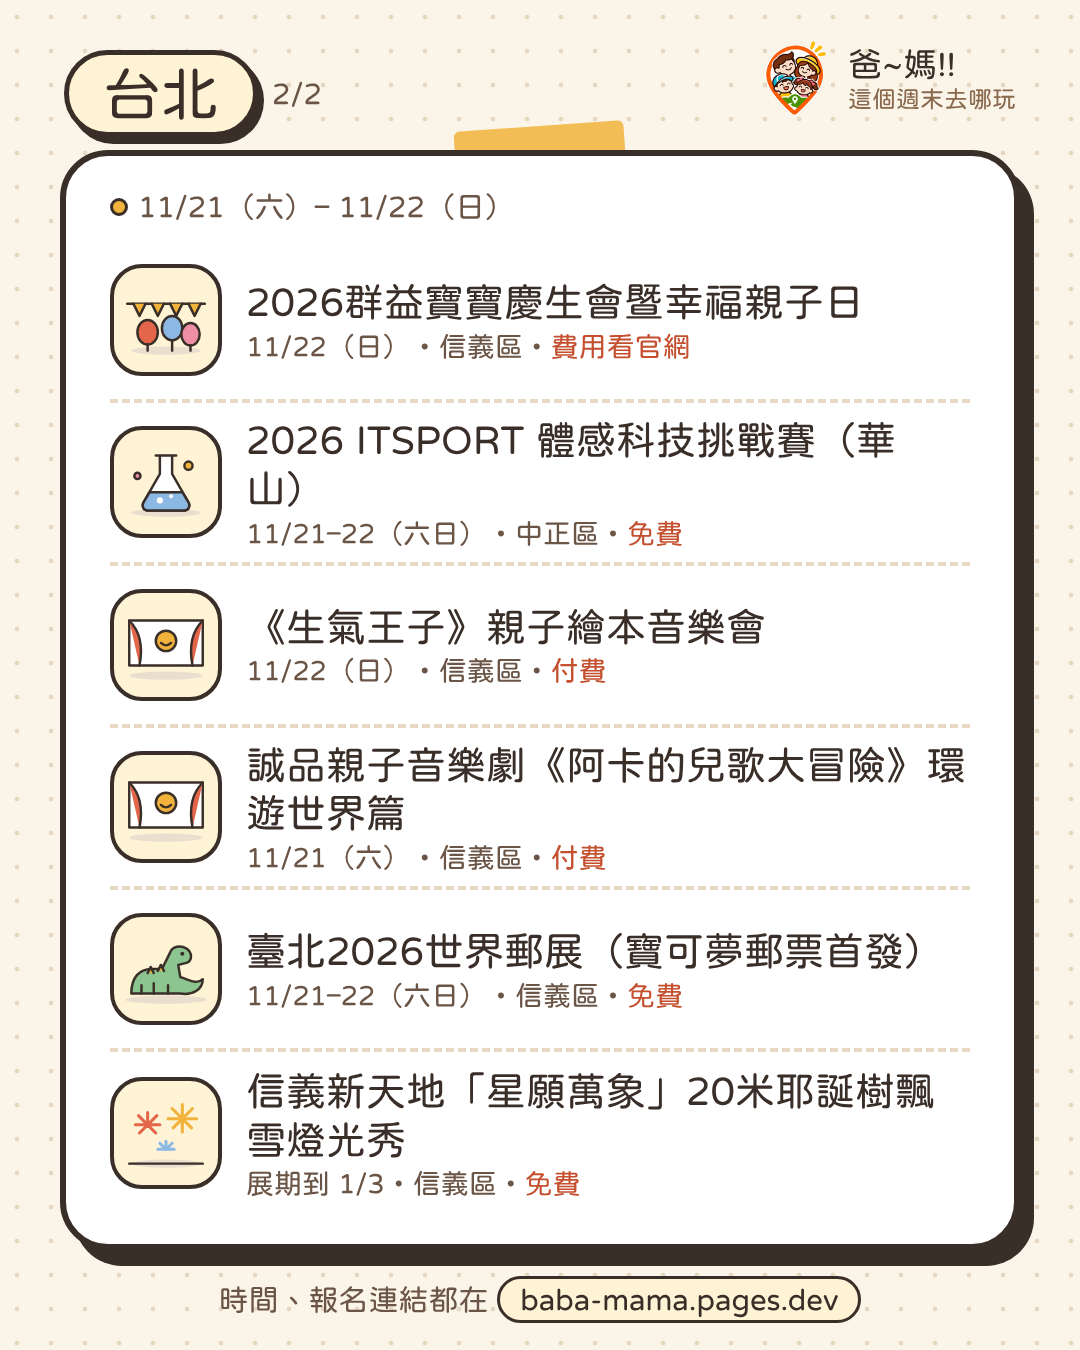 台北
2/2
爸~媽!!
這個週末去哪玩
11/21（六）– 11/22（日）
2026群益寶寶慶生會暨幸福親子日
11/22（日）・信義區・費用看官網
2026 ITSPORT 體感科技挑戰賽（華
山）
11/21–22（六日）・中正區・免費
《生氣王子》親子繪本音樂會
11/22（日）・信義區・付費
誠品親子音樂劇《阿卡的兒歌大冒險》環
遊世界篇
11/21（六）・信義區・付費
臺北2026世界郵展（寶可夢郵票首發）
11/21–22（六日）・信義區・免費
信義新天地「星願萬象」20米耶誕樹飄
雪燈光秀
展期到 1/3・信義區・免費
時間、報名連結都在 baba-mama.pages.dev